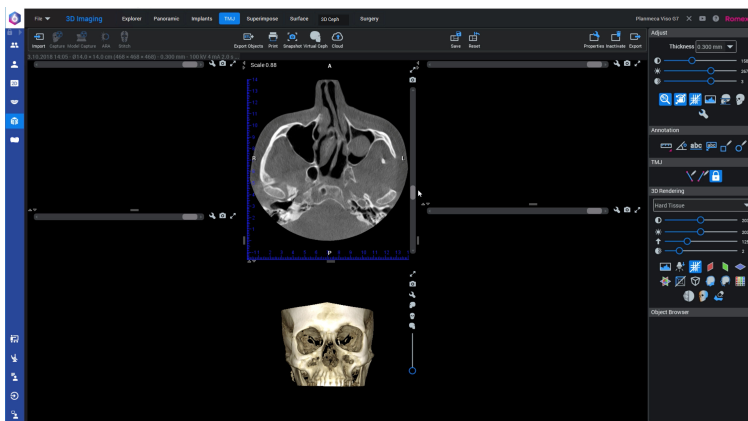 File 3D Imaging Explorer Panoramic Implants TMJ Superimpose Surface 3D Ceph Surgery Planmeca Viso G7
Import Capture Model Capture ARA Stitch Export Objects Print Snapshot Virtual Ceph Cloud Save Reset Properties Inactivate Export
Scale:0.88
A
R
L
P
Adjust
Thickness 0.300 mm
Annotation
abc
TMJ
3D Rendering
Hard Tissue
Object Browser